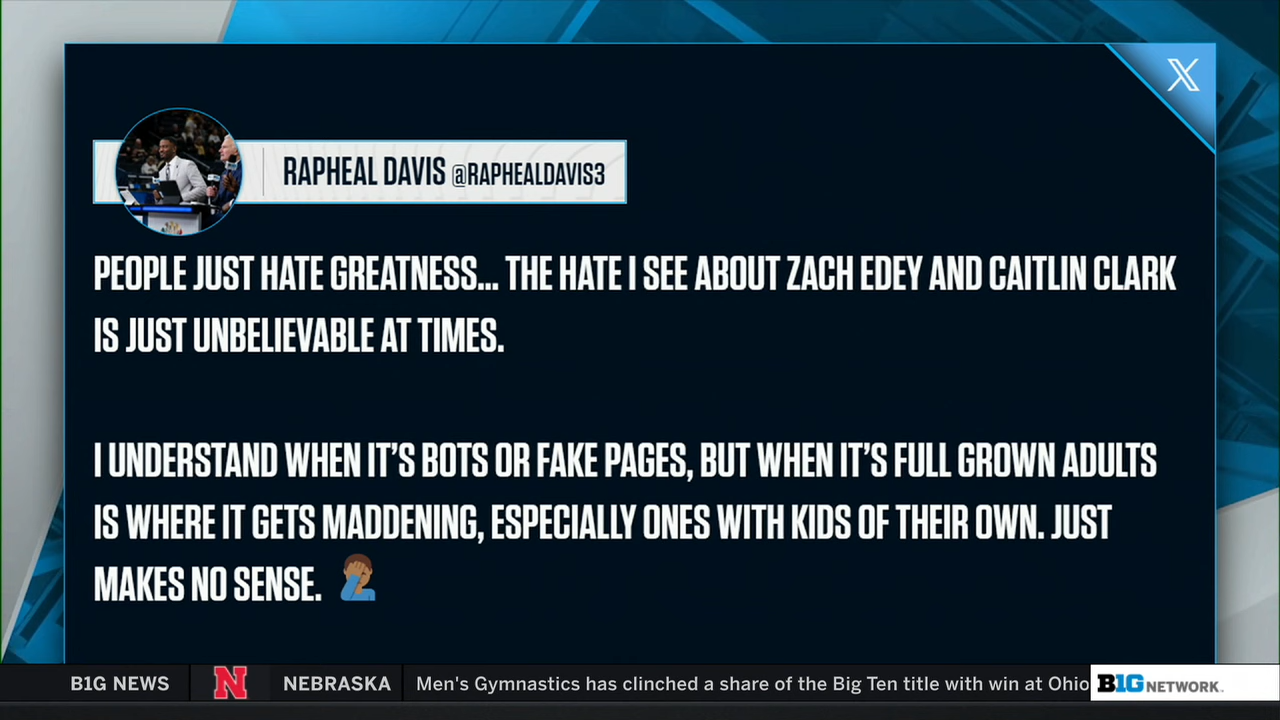 X
RAPHEAL DAVIS @RAPHEALDAVIS3
PEOPLE JUST HATE GREATNESS... THE HATE I SEE ABOUT ZACH EDEY AND CAITLIN CLARK
IS JUST UNBELIEVABLE AT TIMES.
I UNDERSTAND WHEN IT'S BOTS OR FAKE PAGES, BUT WHEN IT'S FULL GROWN ADULTS
IS WHERE IT GETS MADDENING, ESPECIALLY ONES WITH KIDS OF THEIR OWN. JUST
MAKES NO SENSE. 🤦🏾‍♂️
B1G NEWS N NEBRASKA Men's Gymnastics has clinched a share of the Big Ten title with win at Ohio B1G NETWORK.